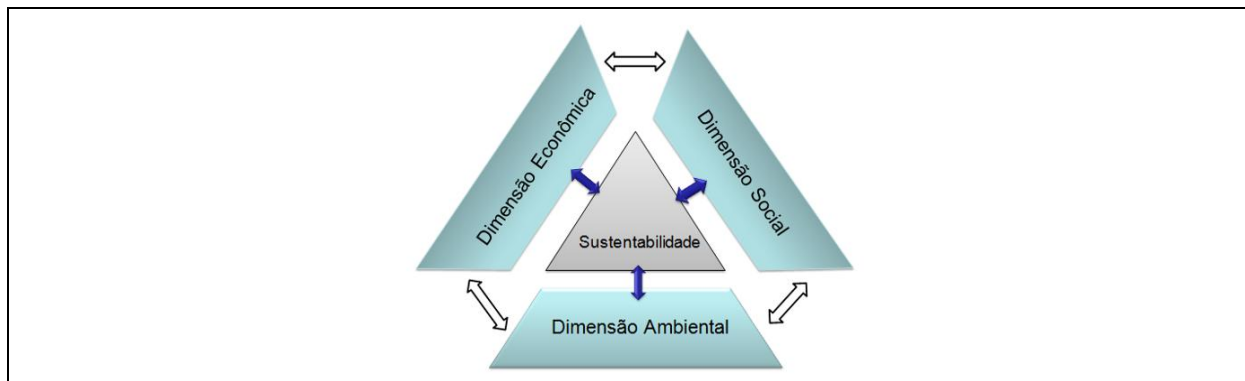 Dimensão Econômica
Dimensão Social
Sustentabilidade
Dimensão Ambiental